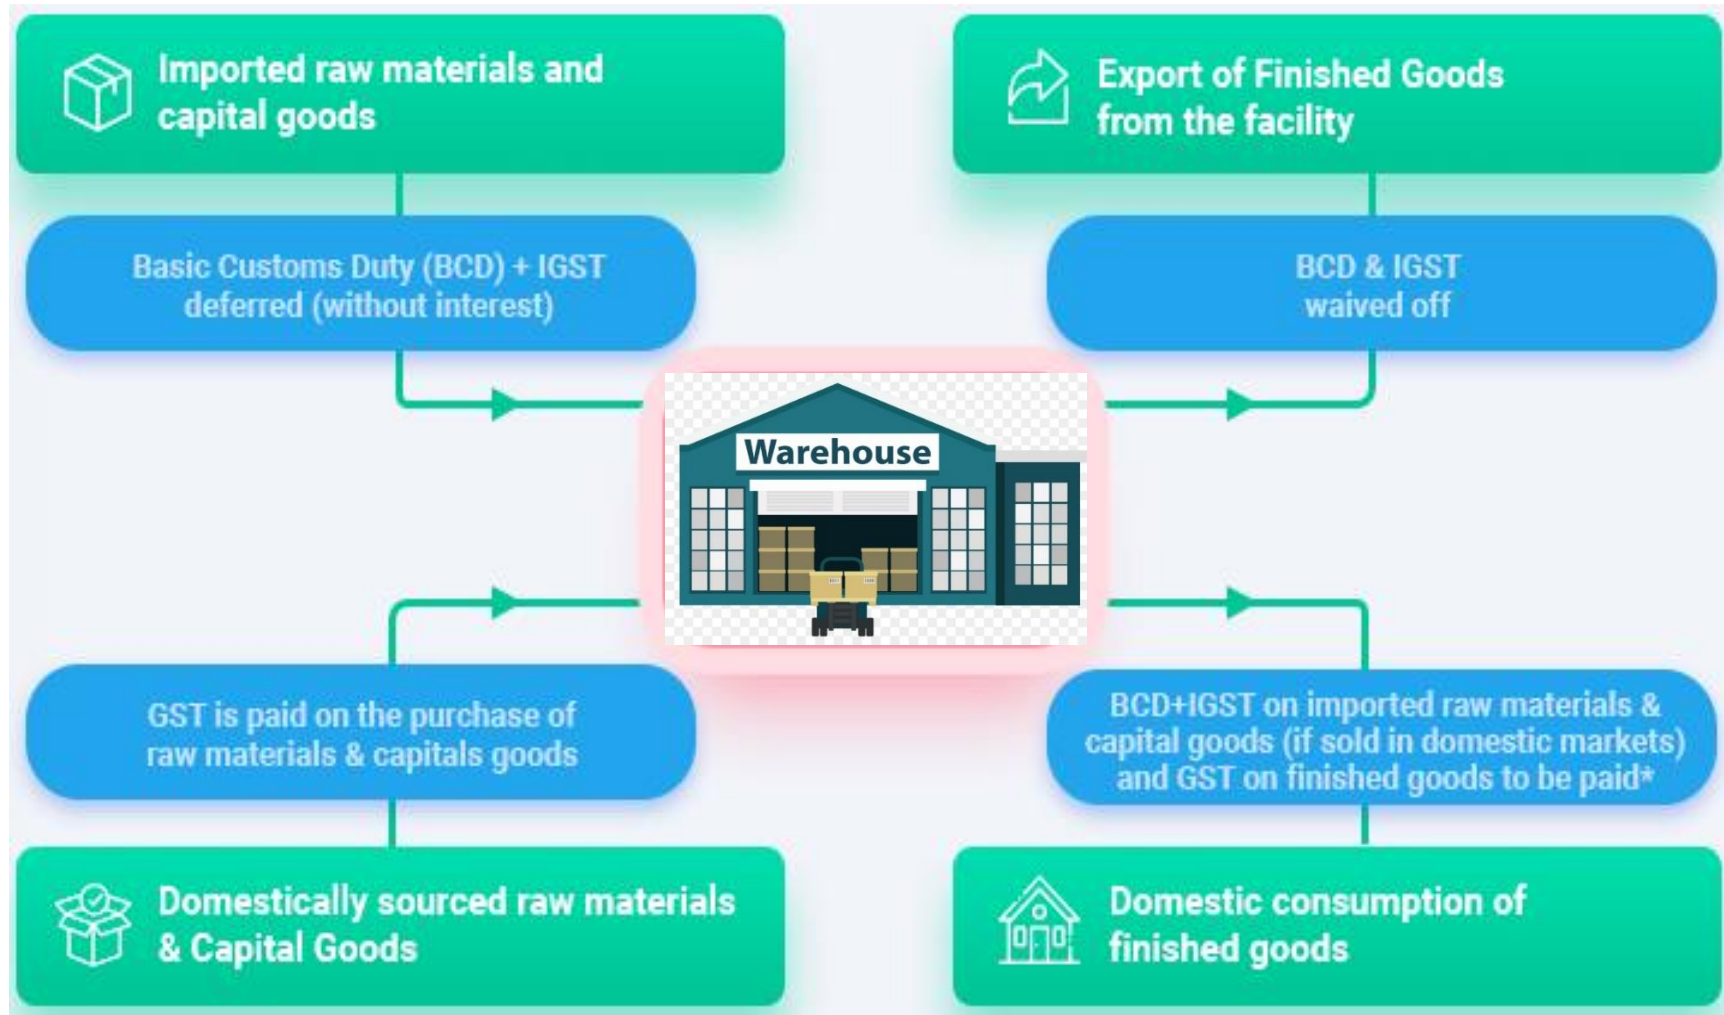 Imported raw materials and
capital goods
Basic Customs Duty (BCD) + IGST
deferred (without interest)
Export of Finished Goods
from the facility
BCD & IGST
waived off
Warehouse
GST is paid on the purchase of
raw materials & capitals goods
Domestically sourced raw materials
& Capital Goods
BCD+IGST on imported raw materials &
capital goods (if sold in domestic markets)
and GST on finished goods to be paid*
Domestic consumption of
finished goods